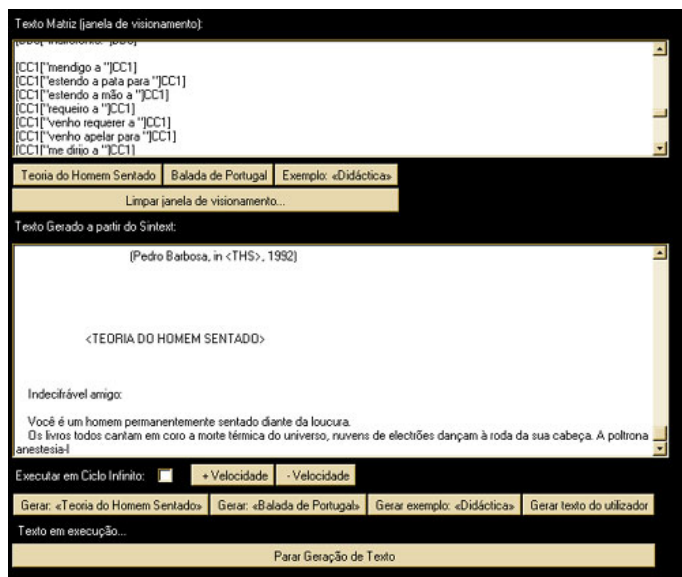 Texto Matriz (janela de visionamento):
[CC1["mendigo a "]CC1]
[CC1["estendo a pata para "]CC1]
[CC1["estendo a mão a "]CC1]
[CC1["requeiro a "]CC1]
[CC1["venho requerer a "]CC1]
[CC1["venho apelar para "]CC1]
[CC1["me dirijo a "]CC1]
Teoria do Homem Sentado Balada de Portugal Exemplo: «Didáctica»
Limpar janela de visionamento...
Texto Gerado a partir do Sintext:
(Pedro Barbosa, in <THS>, 1992)
<TEORIA DO HOMEM SENTADO>
Indecifrável amigo:
Você é um homem permanentemente sentado diante da loucura.
Os livros todos cantam em coro a morte térmica do universo, nuvens de electrões dançam à roda da sua cabeça. A poltrona
anestesia-l
Executar em Ciclo Infinito: + Velocidade - Velocidade
Gerar: «Teoria do Homem Sentado» Gerar: «Balada de Portugal» Gerar exemplo: «Didáctica» Gerar texto do utilizador
Texto em execução...
Parar Geração de Texto